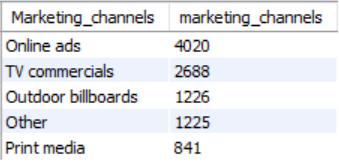 Marketing_channels marketing_channels
Online ads 4020
TV commercials 2688
Outdoor billboards 1226
Other 1225
Print media 841